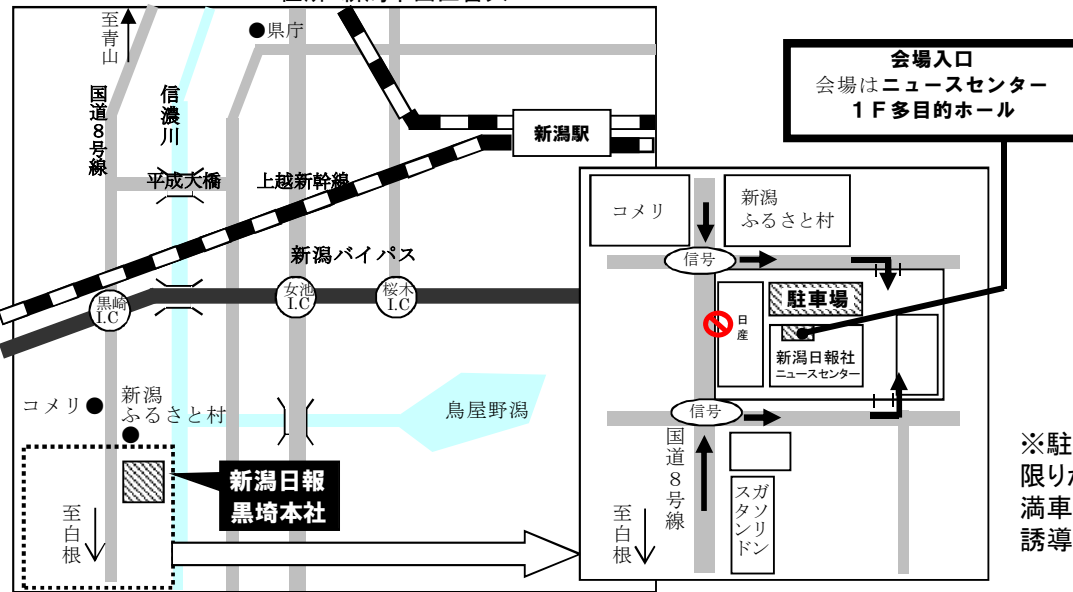 至青山
県庁
国道8号線
信濃川
平成大橋
上越新幹線
新潟駅
新潟バイパス
黒崎
I.C
女池
I.C
桜木
I.C
コメリ
新潟
ふるさと村
鳥屋野潟
新潟日報
黒埼本社
至白根
会場入口
会場はニュースセンター
1F多目的ホール
コメリ
新潟
ふるさと村
信号
駐車場
日産
新潟日報社
ニュースセンター
信号
国道8号線
ガソリン
スタンド
至白根
※駐
限り
満車
誘導